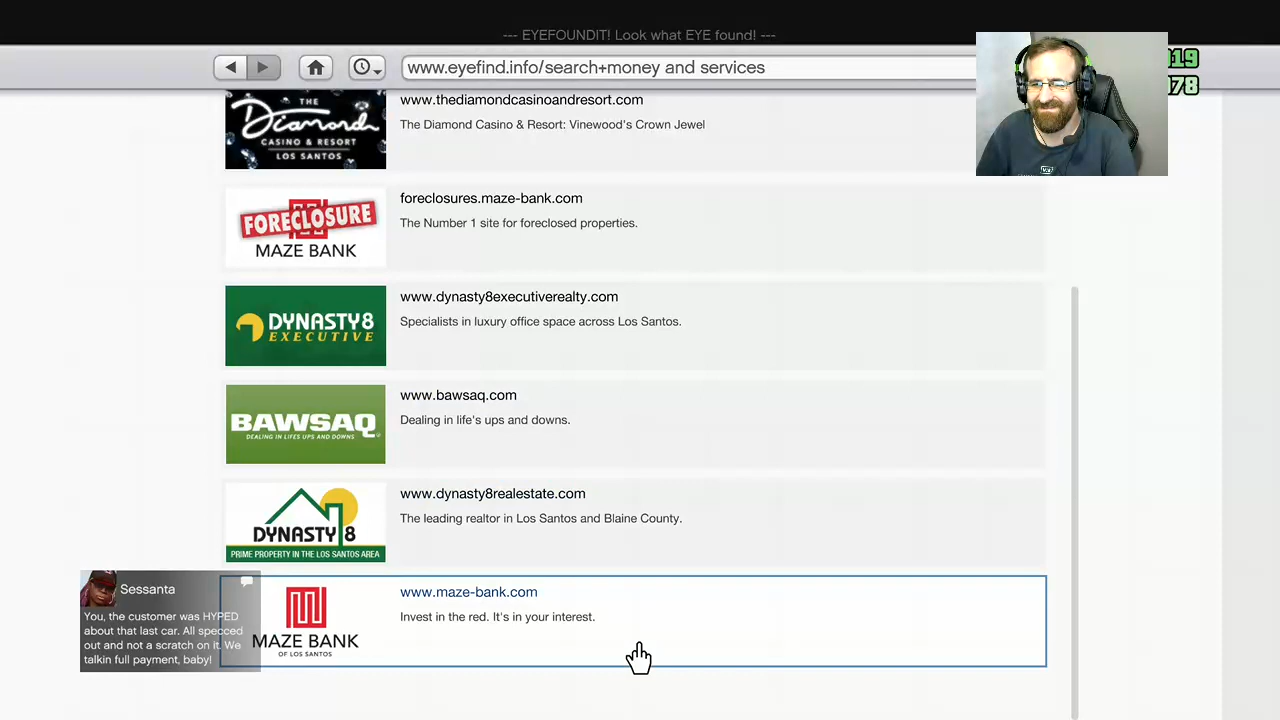 --- EYEFOUNDIT! Look what EYE found! ---
www.eyefind.info/search+money and services
19
78
THE
Diamond
CASINO & RESORT
LOS SANTOS
www.thediamondcasinoandresort.com
The Diamond Casino & Resort: Vinewood's Crown Jewel
FORECLOSURE
MAZE BANK
foreclosures.maze-bank.com
The Number 1 site for foreclosed properties.
DYNASTY8
EXECUTIVE
www.dynasty8executiverealty.com
Specialists in luxury office space across Los Santos.
BAWSAQ
DEALING IN LIFE'S UPS AND DOWNS
www.bawsaq.com
Dealing in life's ups and downs.
DYNASTY 8
PRIME PROPERTY IN THE LOS SANTOS AREA
www.dynasty8realestate.com
The leading realtor in Los Santos and Blaine County.
MAZE BANK
OF LOS SANTOS
www.maze-bank.com
Invest in the red. It's in your interest.
Sessanta
You, the customer was HYPED
about that last car. All specced
out and not a scratch on it. We
talkin full payment, baby!